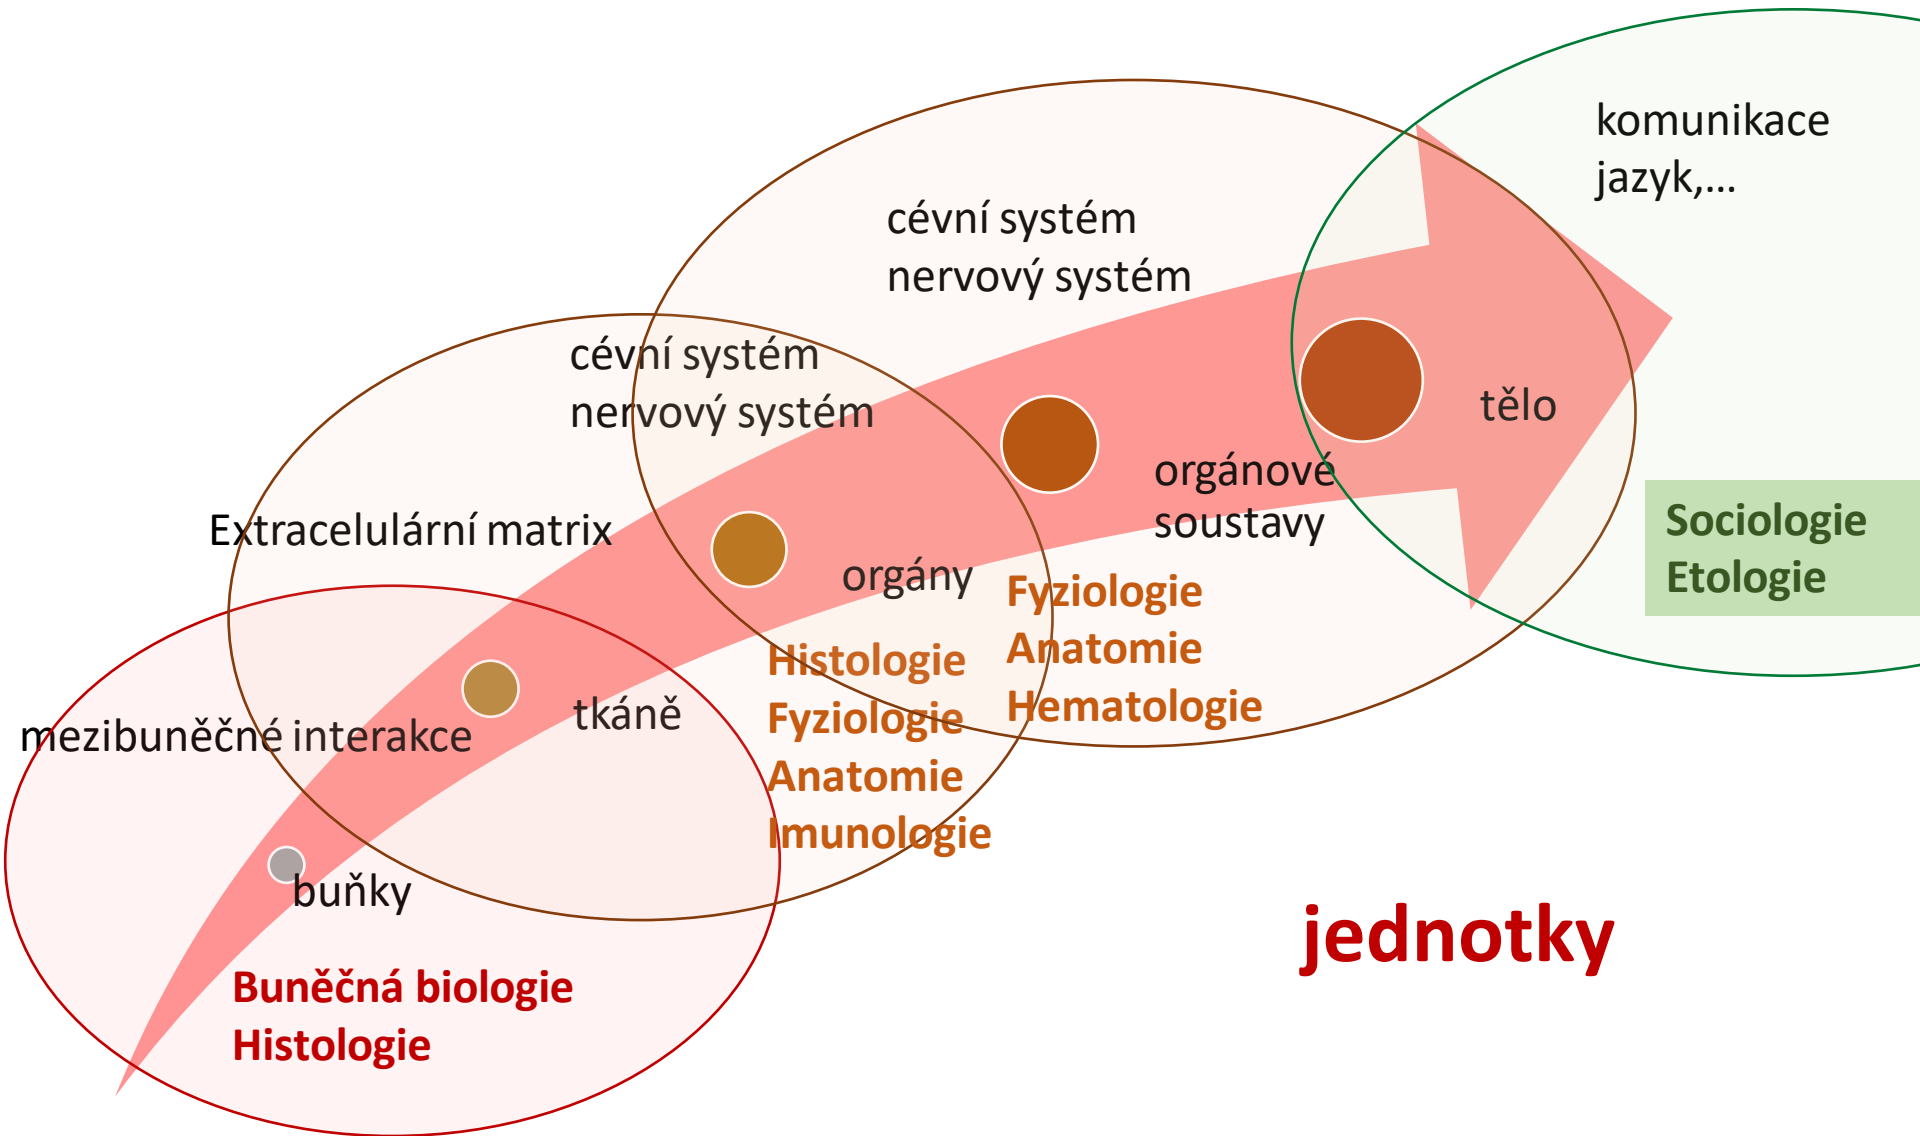 komunikace
jazyk,...
cévní systém
nervový systém
cévní systém
nervový systém
tělo
orgánové
soustavy
Extracelulární matrix
orgány
Sociologie
Etologie
Fyziologie
Anatomie
Hematologie
Histologie
Fyziologie
Anatomie
Imunologie
mezibuněčné interakce
tkáně
buňky
Buněčná biologie
Histologie
jednotky